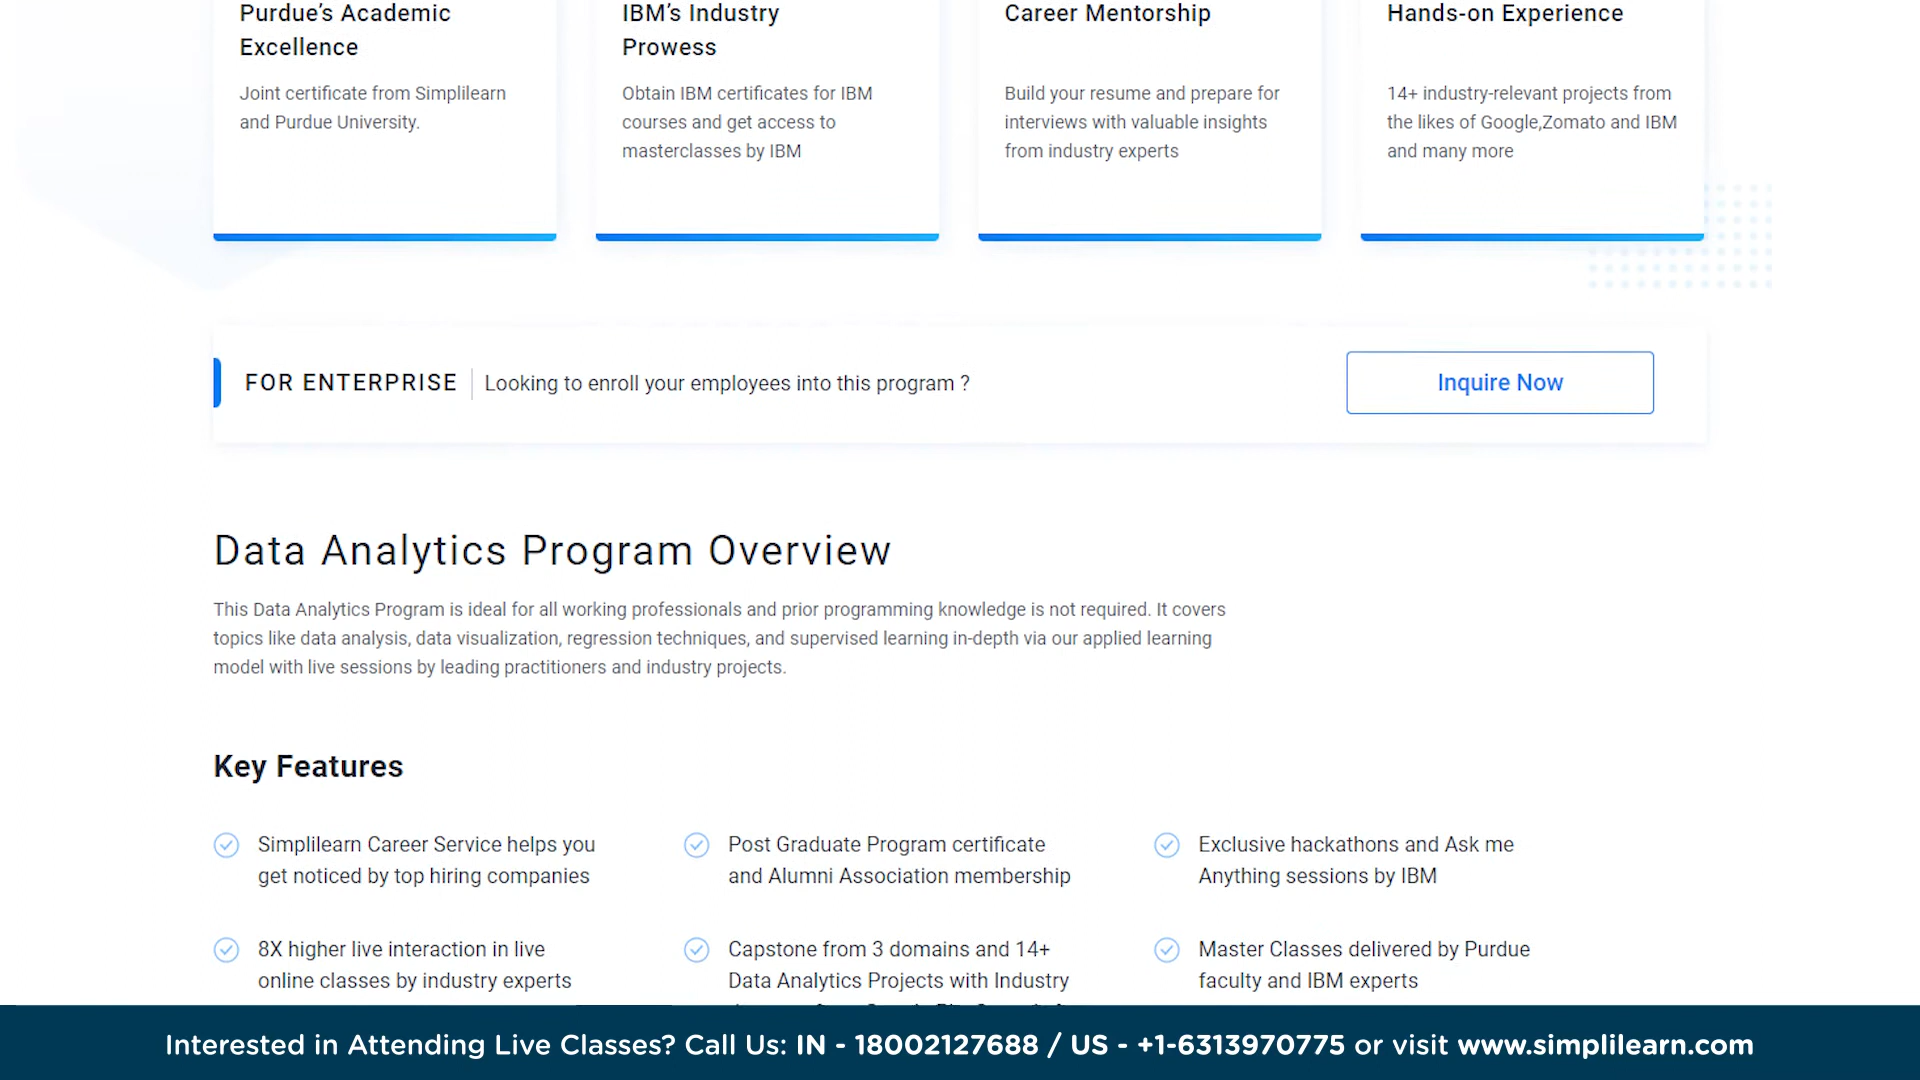 Purdue's Academic
Excellence
Joint certificate from Simplilearn
and Purdue University.
IBM's Industry
Prowess
Obtain IBM certificates for IBM
courses and get access to
masterclasses by IBM
Career Mentorship
Build your resume and prepare for
interviews with valuable insights
from industry experts
Hands-on Experience
14+ industry-relevant projects from
the likes of Google,Zomato and IBM
and many more
FOR ENTERPRISE
Looking to enroll your employees into this program ?
Inquire Now
Data Analytics Program Overview
This Data Analytics Program is ideal for all working professionals and prior programming knowledge is not required. It covers
topics like data analysis, data visualization, regression techniques, and supervised learning in-depth via our applied learning
model with live sessions by leading practitioners and industry projects.
Key Features
Simplilearn Career Service helps you
get noticed by top hiring companies
Post Graduate Program certificate
and Alumni Association membership
Exclusive hackathons and Ask me
Anything sessions by IBM
8X higher live interaction in live
online classes by industry experts
Capstone from 3 domains and 14+
Data Analytics Projects with Industry
Master Classes delivered by Purdue
faculty and IBM experts
Interested in Attending Live Classes? Call Us: IN - 18002127688 / US - +1-6313970775 or visit www.simplilearn.com